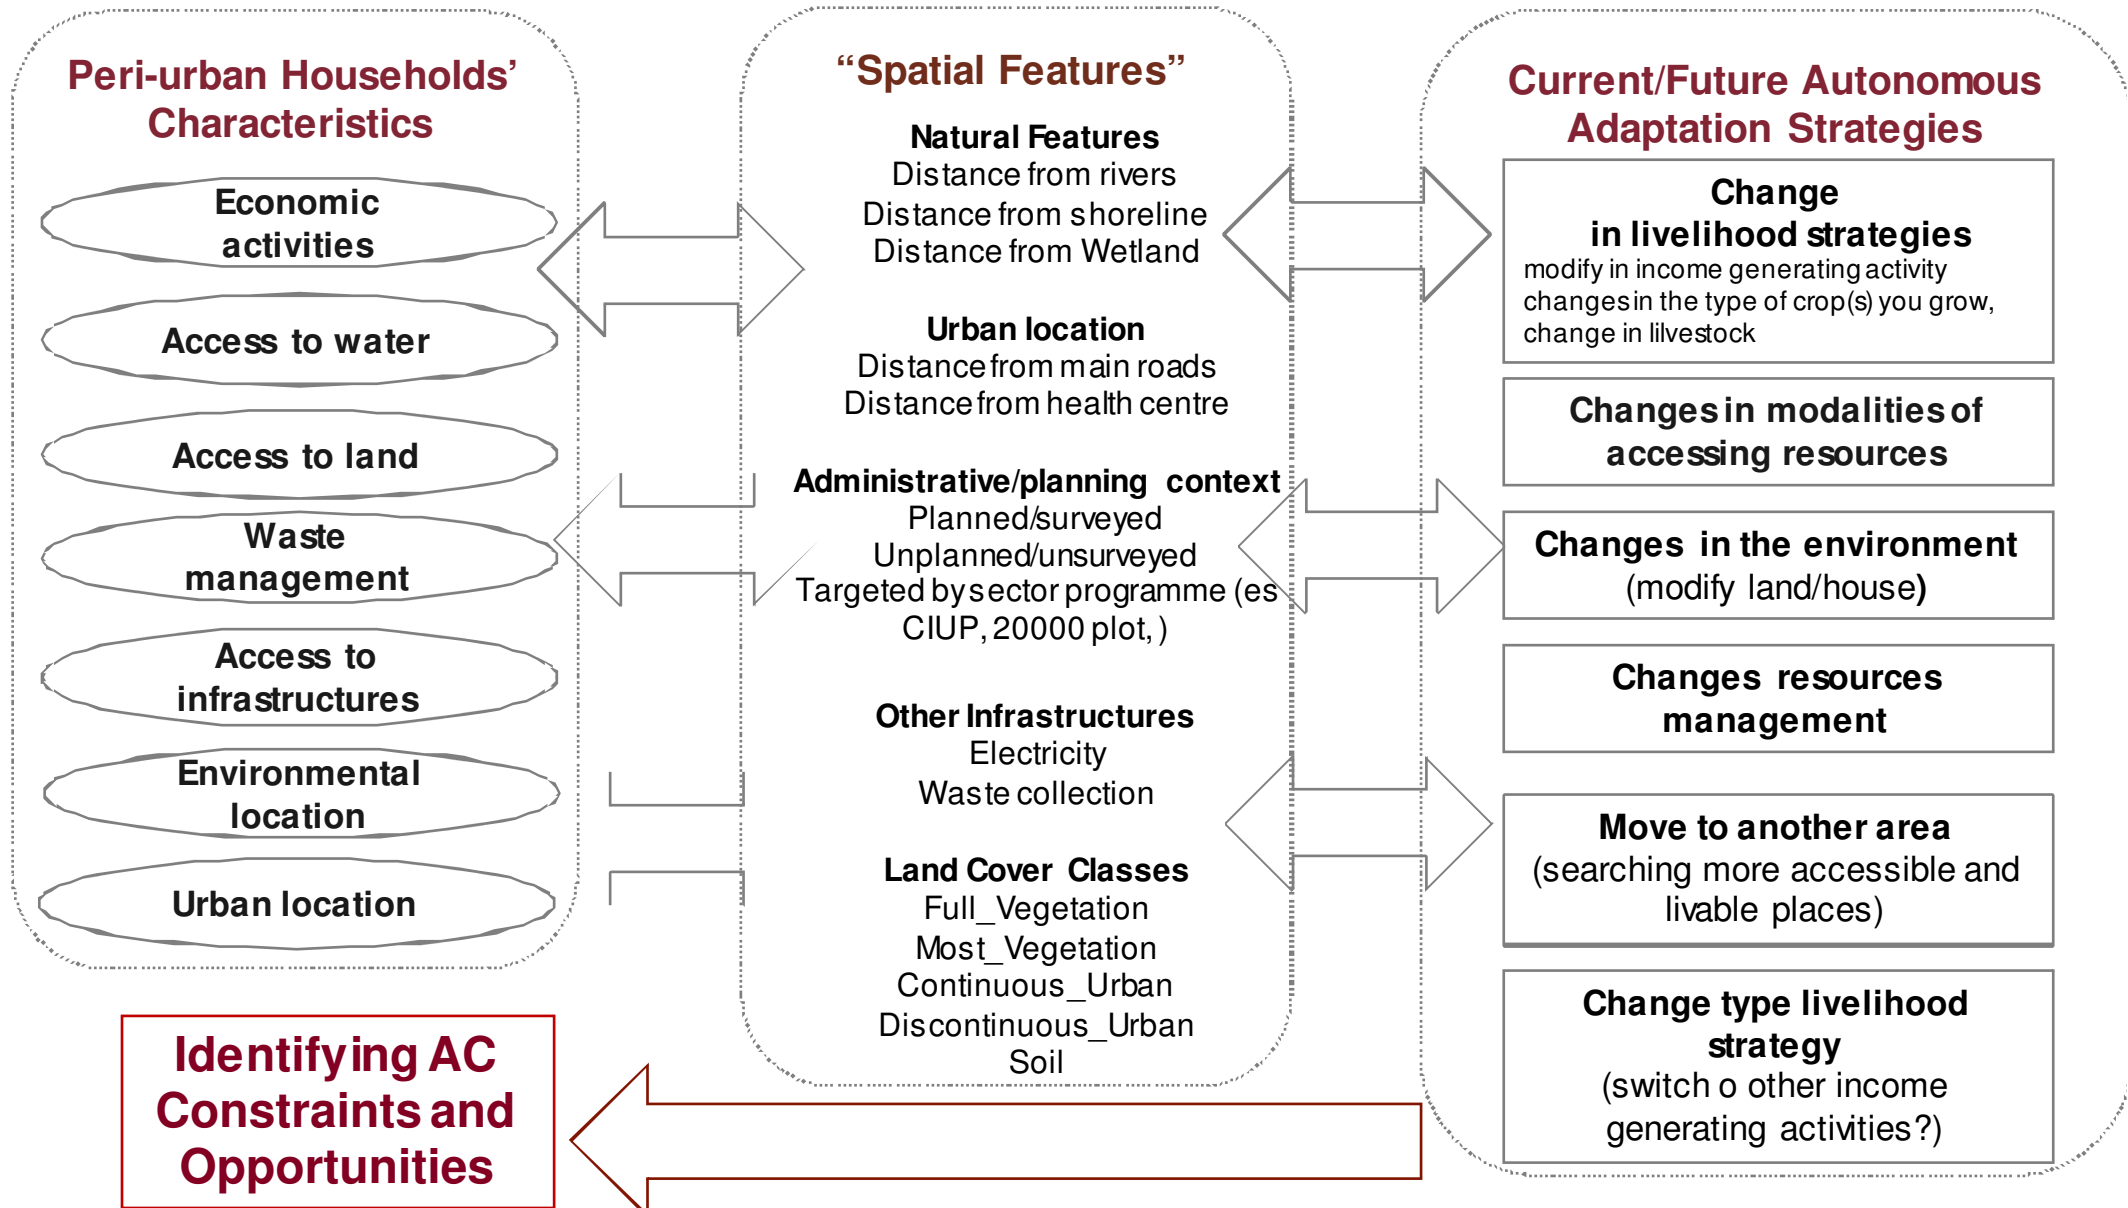 Peri-urban Households’
Characteristics
Economic
activities
Access to water
Access to land
Waste
management
Access to
infrastructures
Environmental
location
Urban location
Identifying AC
Constraints and
Opportunities
“Spatial Features”
Natural Features
Distance from rivers
Distance from shoreline
Distance from Wetland
Urban location
Distance from main roads
Distance from health centre
Administrative/planning context
Planned/surveyed
Unplanned/unsurveyed
Targeted by sector programme (es
CIUP, 20000 plot, )
Other Infrastructures
Electricity
Waste collection
Land Cover Classes
Full_Vegetation
Most_Vegetation
Continuous_Urban
Discontinuous_Urban
Soil
Current/Future Autonomous
Adaptation Strategies
Change
in livelihood strategies
modify in income generating activity
changes in the type of crop(s) you grow,
change in lilvestock
Changes in modalities of
accessing resources
Changes in the environment
(modify land/house)
Changes resources
management
Move to another area
(searching more accessible and
livable places)
Change type livelihood
strategy
(switch o other income
generating activities?)